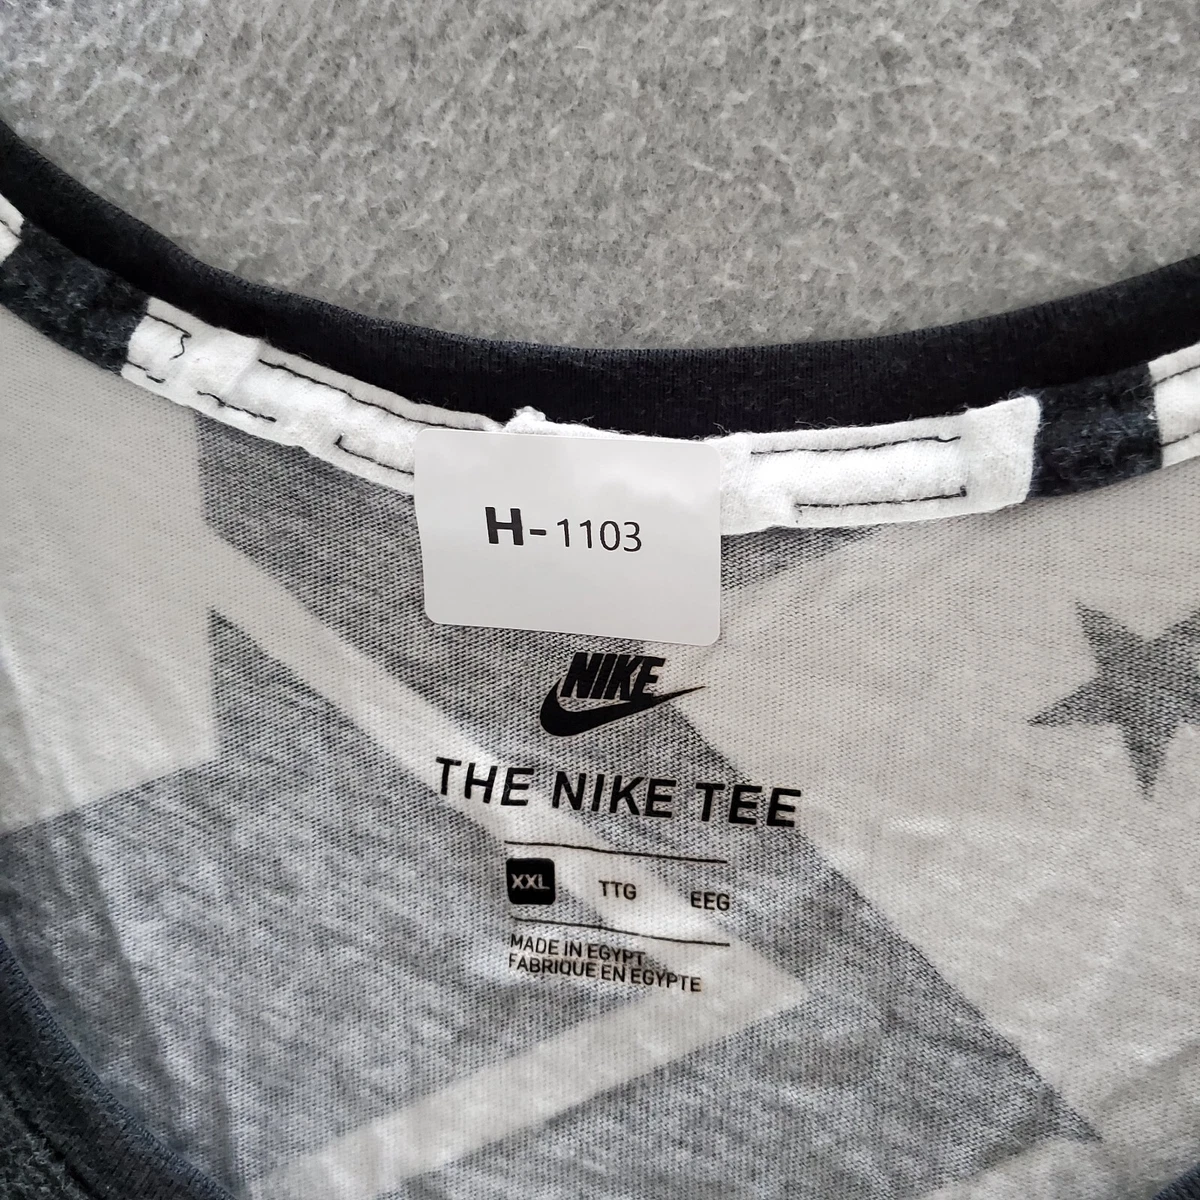 H-1103
NIKE
THE NIKE TEE
XXL TTG EEG
MADE IN EGYPT
FABRIQUE EN EGYPTE